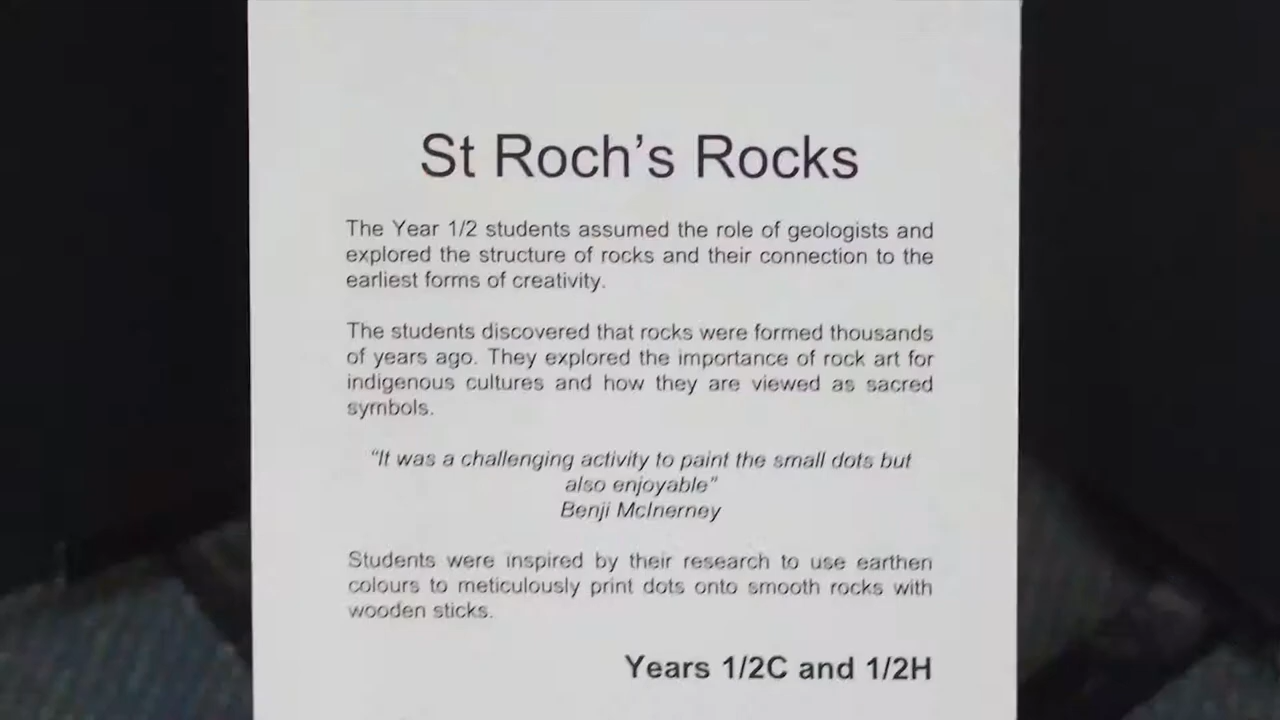 St Roch's Rocks
The Year 1/2 students assumed the role of geologists and
explored the structure of rocks and their connection to the
earliest forms of creativity.
The students discovered that rocks were formed thousands
of years ago. They explored the importance of rock art for
indigenous cultures and how they are viewed as sacred
symbols.
"It was a challenging activity to paint the small dots but
also enjoyable"
Benji McInerney
Students were inspired by their research to use earthen
colours to meticulously print dots onto smooth rocks with
wooden sticks.
Years 1/2C and 1/2H